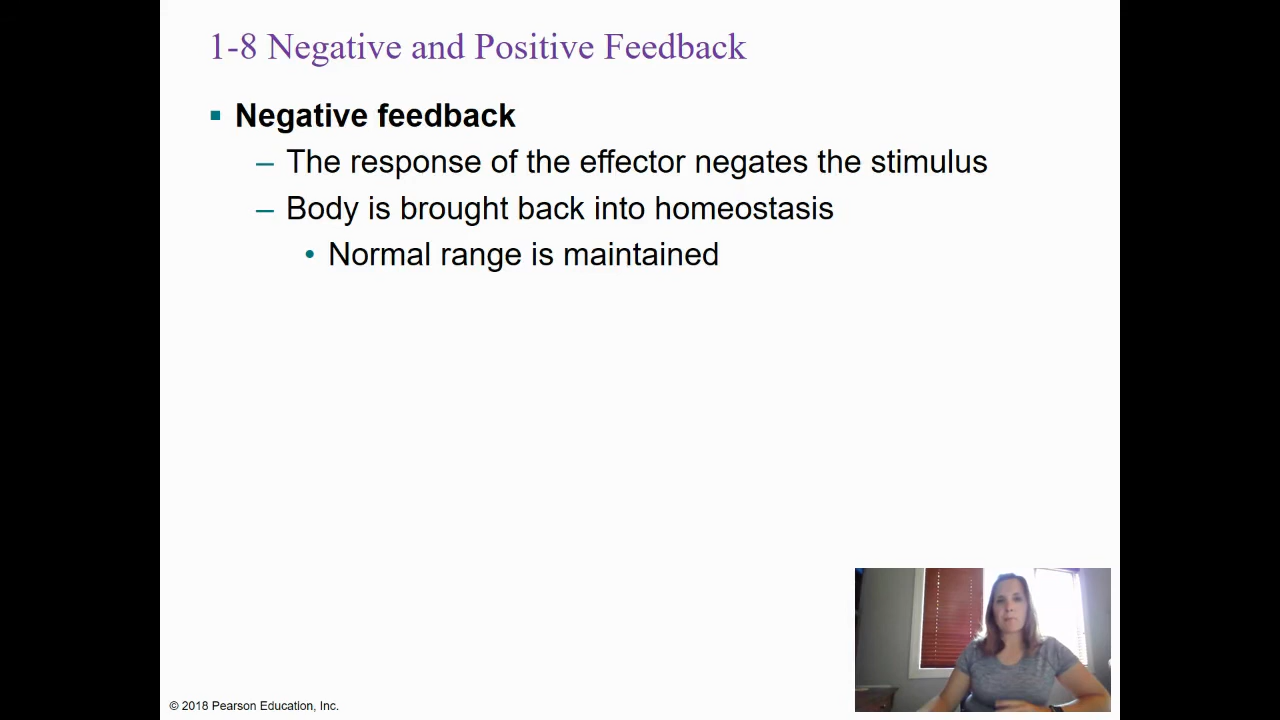 1-8 Negative and Positive Feedback
▪ Negative feedback
– The response of the effector negates the stimulus
– Body is brought back into homeostasis
• Normal range is maintained
© 2018 Pearson Education, Inc.